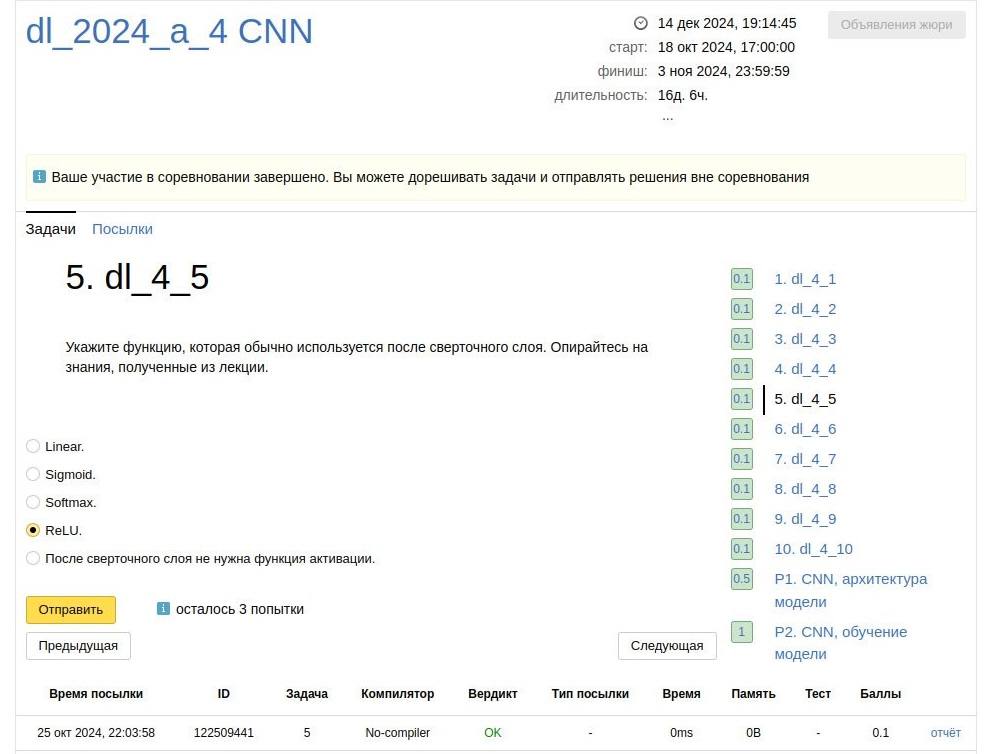 dl_2024_a_4 CNN
14 дек 2024, 19:14:45
Объявления жюри
старт: 18 окт 2024, 17:00:00
финиш: 3 ноя 2024, 23:59:59
длительность: 16д. 6ч.
...
Ваше участие в соревновании завершено. Вы можете дорешивать задачи и отправлять решения вне соревнования
Задачи Посылки
5. dl_4_5
Укажите функцию, которая обычно используется после сверточного слоя. Опирайтесь на
знания, полученные из лекции.
Linear.
Sigmoid.
Softmax.
ReLU.
После сверточного слоя не нужна функция активации.
Отправить осталось 3 попытки
Предыдущая Следующая
0.1 1. dl_4_1
0.1 2. dl_4_2
0.1 3. dl_4_3
0.1 4. dl_4_4
0.1 5. dl_4_5
0.1 6. dl_4_6
0.1 7. dl_4_7
0.1 8. dl_4_8
0.1 9. dl_4_9
0.1 10. dl_4_10
0.5 P1. CNN, архитектура
модели
1 P2. CNN, обучение
модели
Время посылки ID Задача Компилятор Вердикт Тип посылки Время Память Тест Баллы
25 окт 2024, 22:03:58 122509441 5 No-compiler OK - 0ms 0B - 0.1 отчёт